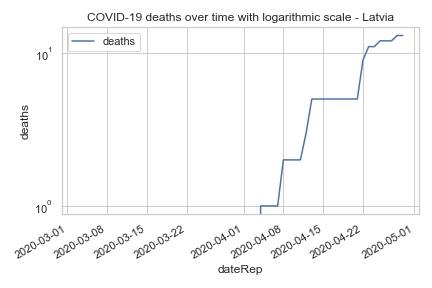 COVID-19 deaths over time with logarithmic scale - Latvia
deaths
10¹
10⁰
deaths
2020-03-01
2020-03-08
2020-03-15
2020-03-22
2020-04-01
2020-04-08
2020-04-15
2020-04-22
2020-05-01
dateRep